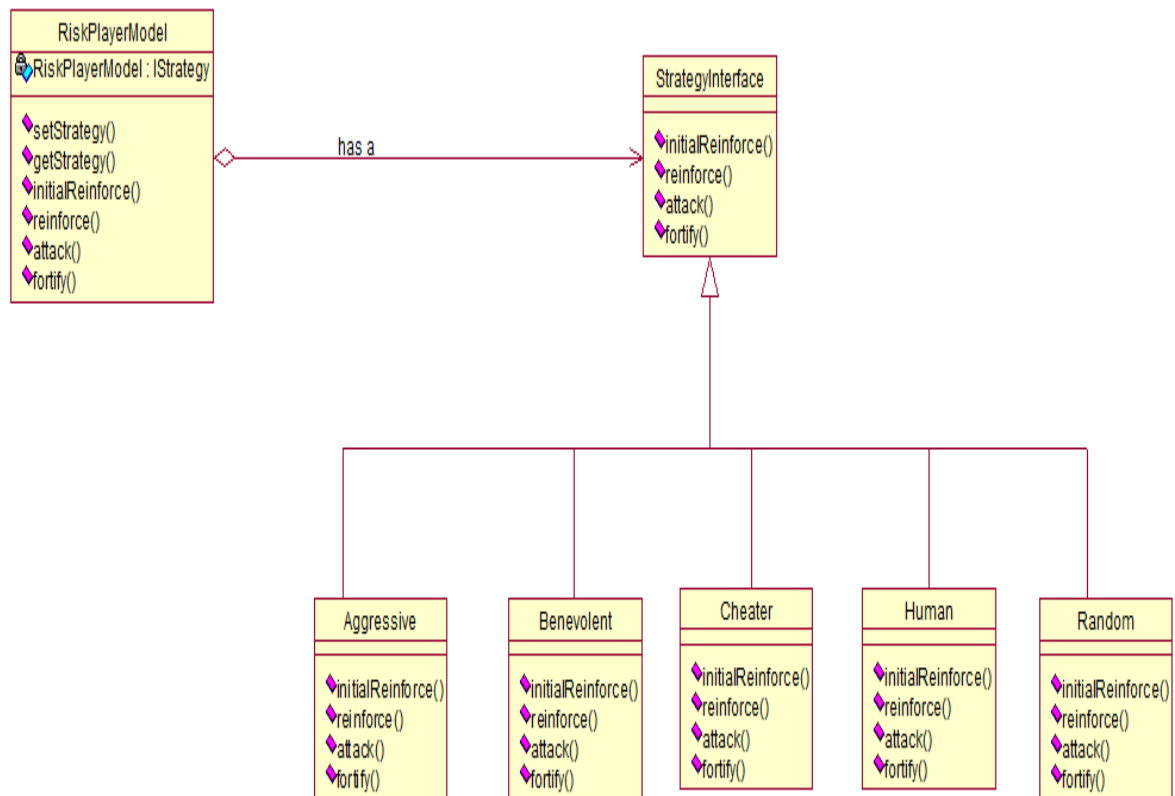 RiskPlayerModel
RiskPlayerModel : IStrategy
setStrategy()
getStrategy()
initialReinforce()
reinforce()
attack()
fortify()
has a
StrategyInterface
initialReinforce()
reinforce()
attack()
fortify()
Aggressive
initialReinforce()
reinforce()
attack()
fortify()
Benevolent
initialReinforce()
reinforce()
attack()
fortify()
Cheater
initialReinforce()
reinforce()
attack()
fortify()
Human
initialReinforce()
reinforce()
attack()
fortify()
Random
initialReinforce()
reinforce()
attack()
fortify()